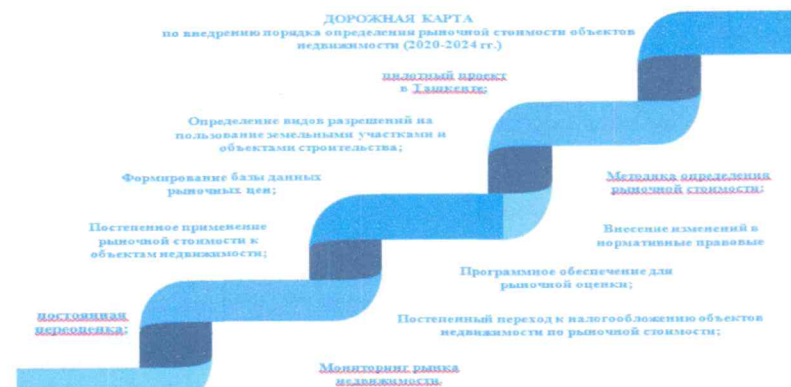 ДОРОЖНАЯ КАРТА
по внедрению порядка определения рыночной стоимости объектов
недвижимости (2020-2024 гг.)
пилотный проект
в Ташкенте;
Определение видов разрешений на
пользование земельными участками и
объектами строительства;
Формирование базы данных
рыночных цен;
Методика определения
рыночной стоимости;
Постепенное применение
рыночной стоимости к
объектам недвижимости;
Внесение изменений в
нормативные правовые
Программное обеспечение для
рыночной оценки;
постоянная
переоценка;
Постепенный переход к налогообложению объектов
недвижимости по рыночной стоимости;
Мониторинг рынка
недвижимости.